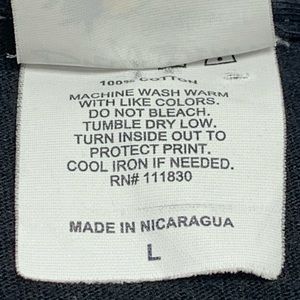 100% COTTON
MACHINE WASH WARM
WITH LIKE COLORS.
DO NOT BLEACH.
TUMBLE DRY LOW.
TURN INSIDE OUT TO
PROTECT PRINT.
COOL IRON IF NEEDED.
RN# 111830
MADE IN NICARAGUA
L